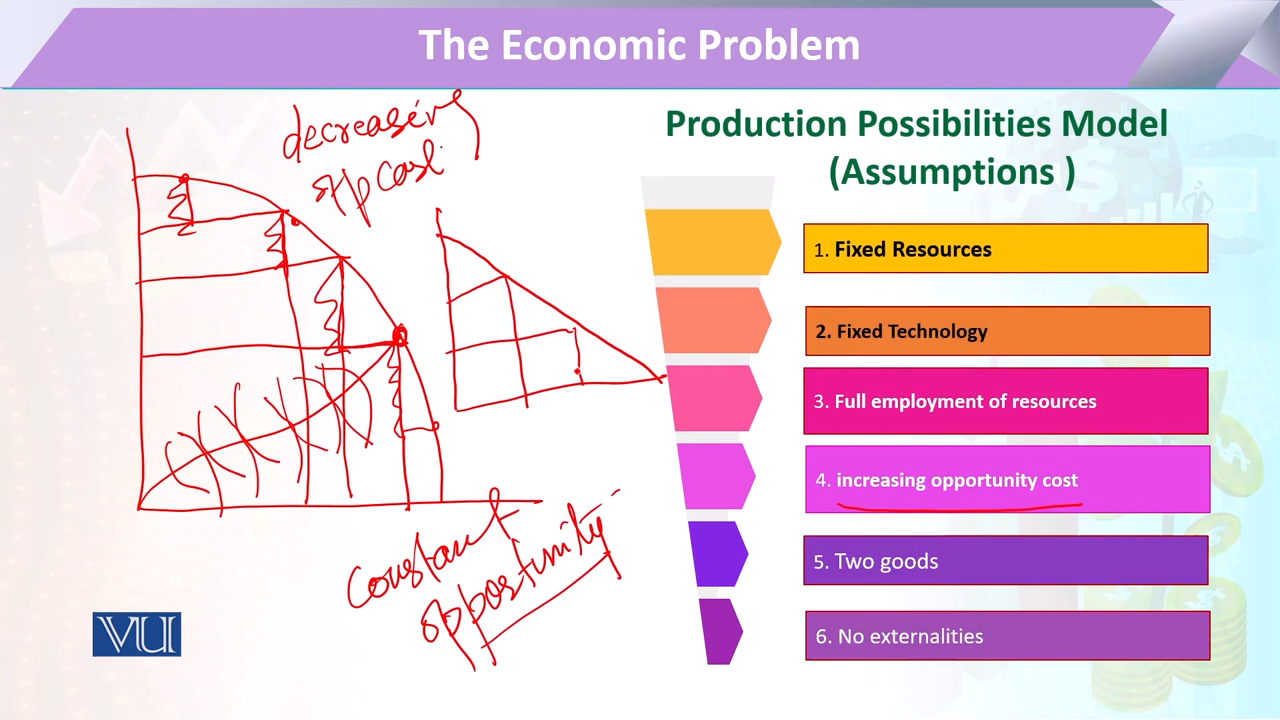 The Economic Problem
decreasing
opp cost
Production Possibilities Model
(Assumptions )
1. Fixed Resources
2. Fixed Technology
3. Full employment of resources
4. increasing opportunity cost
5. Two goods
6. No externalities
Constant
opportunity
VU